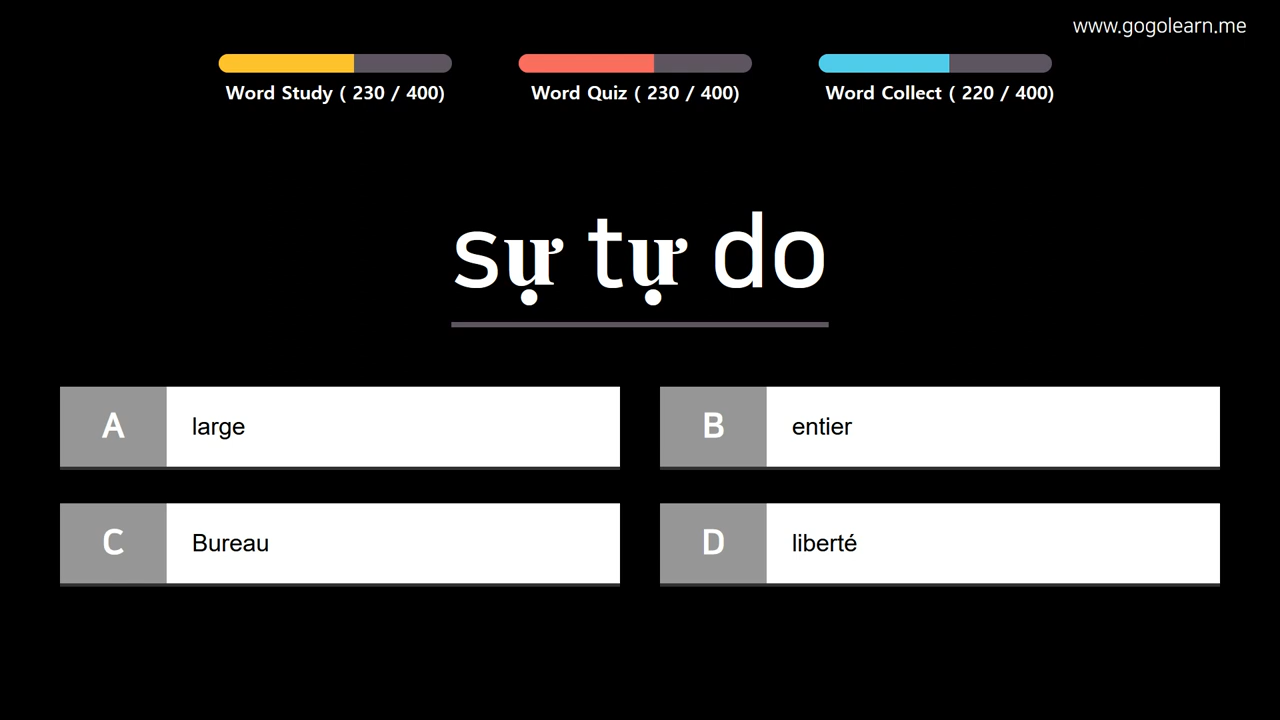 www.gogolearn.me
Word Study ( 230 / 400)
Word Quiz ( 230 / 400)
Word Collect ( 220 / 400)
sự tự do
A large
B entier
C Bureau
D liberté